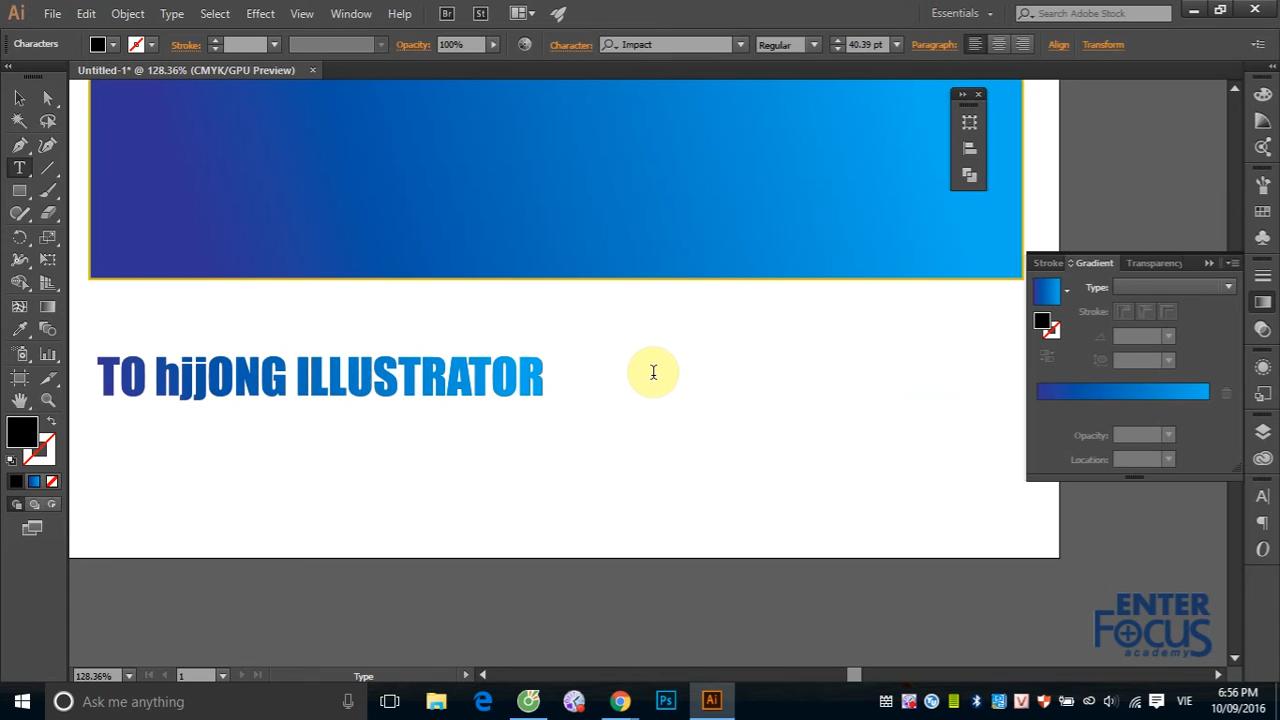 Ai File Edit Object Type Select Effect View Window Help Br St Essentials Search Adobe Stock
Characters Stroke: Opacity: 100% Character: Impact Regular 40.39 pt Paragraph: Align Transform
Untitled-1* @ 128.36% (CMYK/GPU Preview)
Stroke Gradient Transparency
Type:
Stroke:
TO hjjONG ILLUSTRATOR
Opacity:
Location:
ENTER
FOCUS
academy
128.36% 1 Type
Ask me anything Ps Ai VIE 6:56 PM
10/09/2016